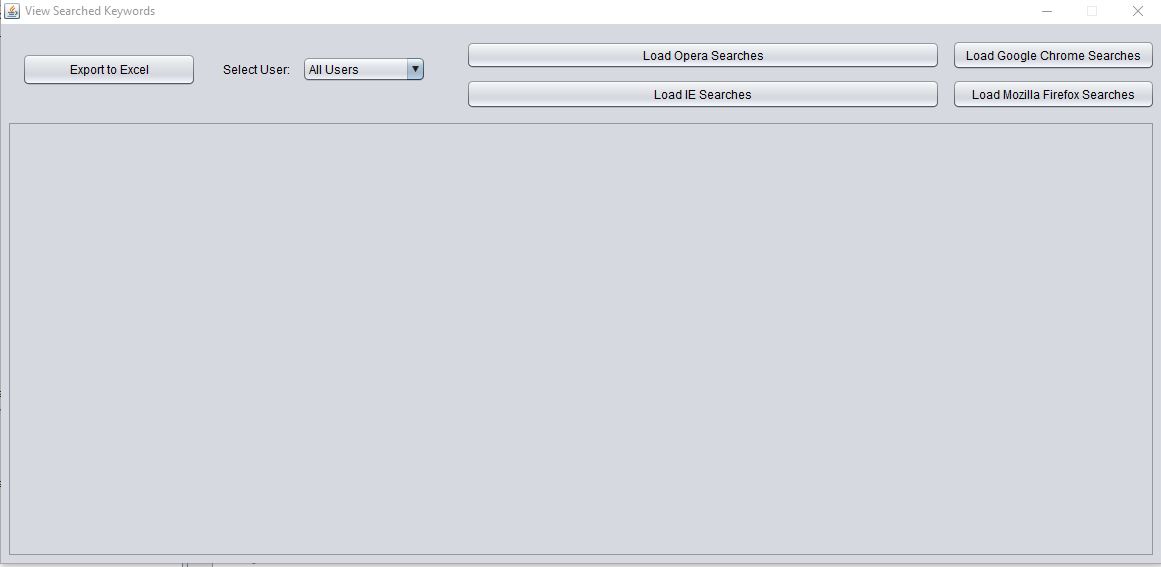 View Searched Keywords
Export to Excel
Select User:
All Users
Load Opera Searches
Load Google Chrome Searches
Load IE Searches
Load Mozilla Firefox Searches